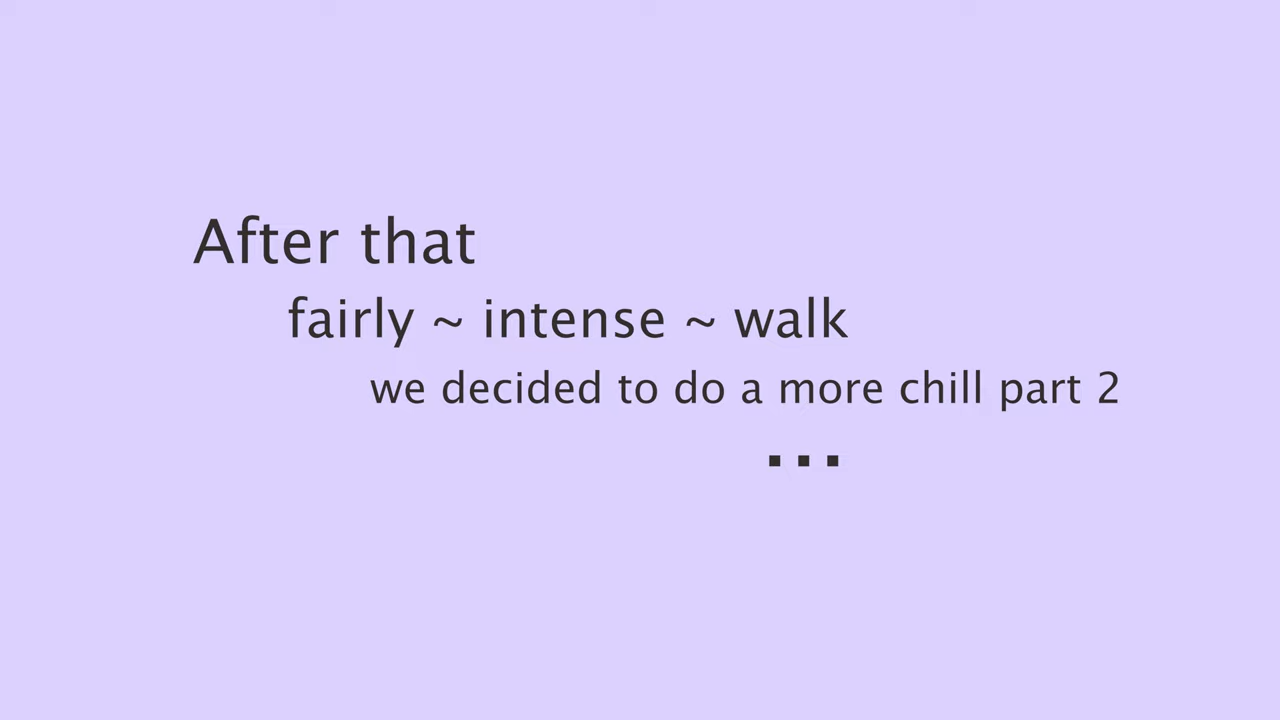 After that
fairly ~ intense ~ walk
we decided to do a more chill part 2
...